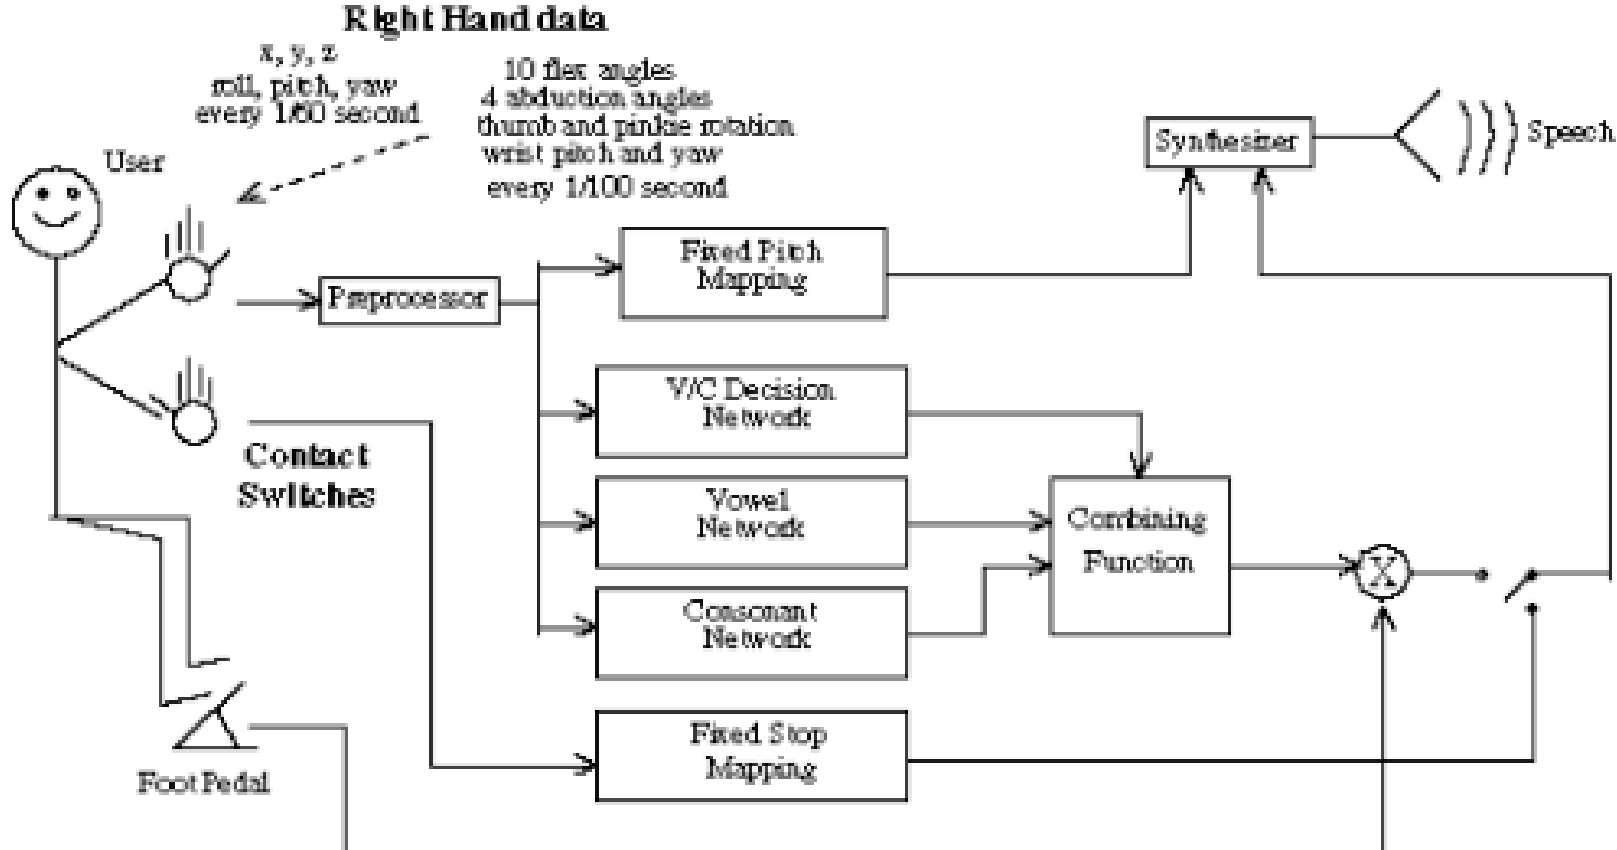 Right Hand data
x, y, z
roll, pitch, yaw
every 1/60 second
10 flex angles
4 abduction angles
thumb and pinkie rotation
wrist pitch and yaw
every 1/100 second
User
Synthesizer
Speech
Preprocessor
Fixed Pitch
Mapping
V/C Decision
Network
Contact
Switches
Vowel
Network
Combining
Function
X
Consonant
Network
Fixed Stop
Mapping
Foot Pedal